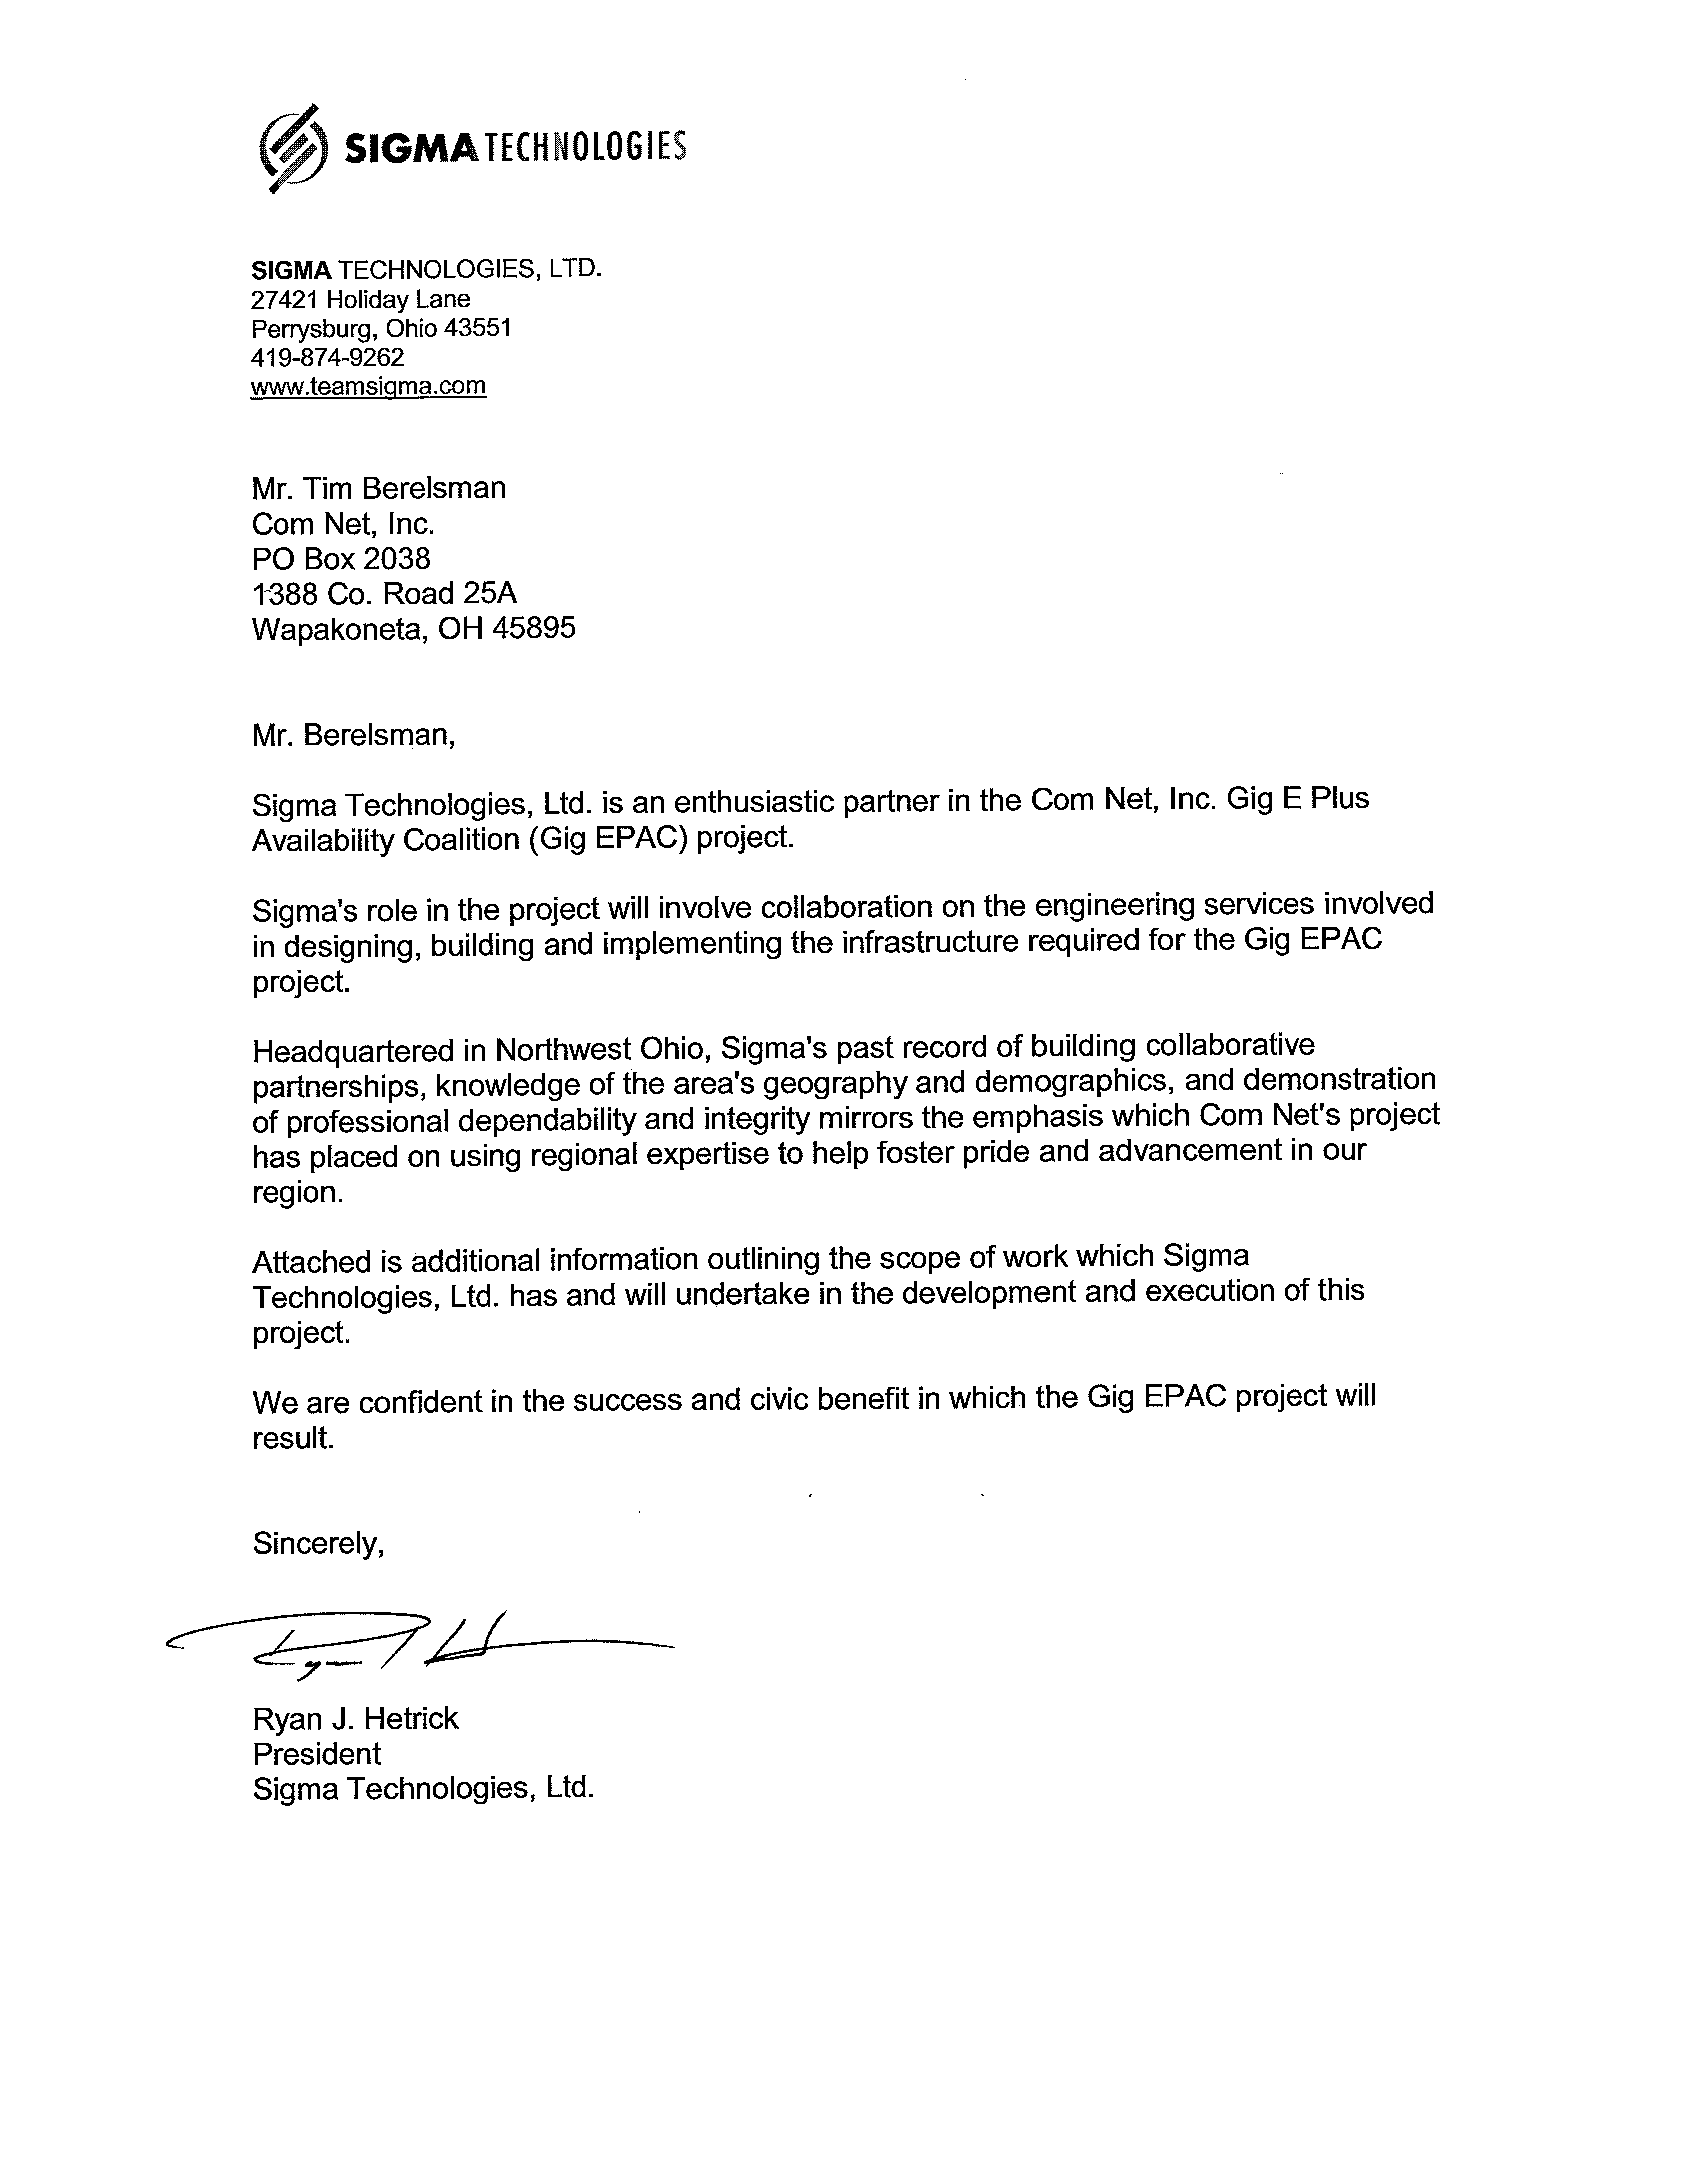 SIGMA TECHNOLOGIES
SIGMA TECHNOLOGIES, LTD.
27421 Holiday Lane
Perrysburg, Ohio 43551
419-874-9262
www.teamsigma.com
Mr. Tim Berelsman
Com Net, Inc.
PO Box 2038
1388 Co. Road 25A
Wapakoneta, OH 45895
Mr. Berelsman,
Sigma Technologies, Ltd. is an enthusiastic partner in the Com Net, Inc. Gig E Plus
Availability Coalition (Gig EPAC) project.
Sigma's role in the project will involve collaboration on the engineering services involved
in designing, building and implementing the infrastructure required for the Gig EPAC
project.
Headquartered in Northwest Ohio, Sigma's past record of building collaborative
partnerships, knowledge of the area's geography and demographics, and demonstration
of professional dependability and integrity mirrors the emphasis which Com Net's project
has placed on using regional expertise to help foster pride and advancement in our
region.
Attached is additional information outlining the scope of work which Sigma
Technologies, Ltd. has and will undertake in the development and execution of this
project.
We are confident in the success and civic benefit in which the Gig EPAC project will
result.
Sincerely,
Ryan J. Hetrick
President
Sigma Technologies, Ltd.